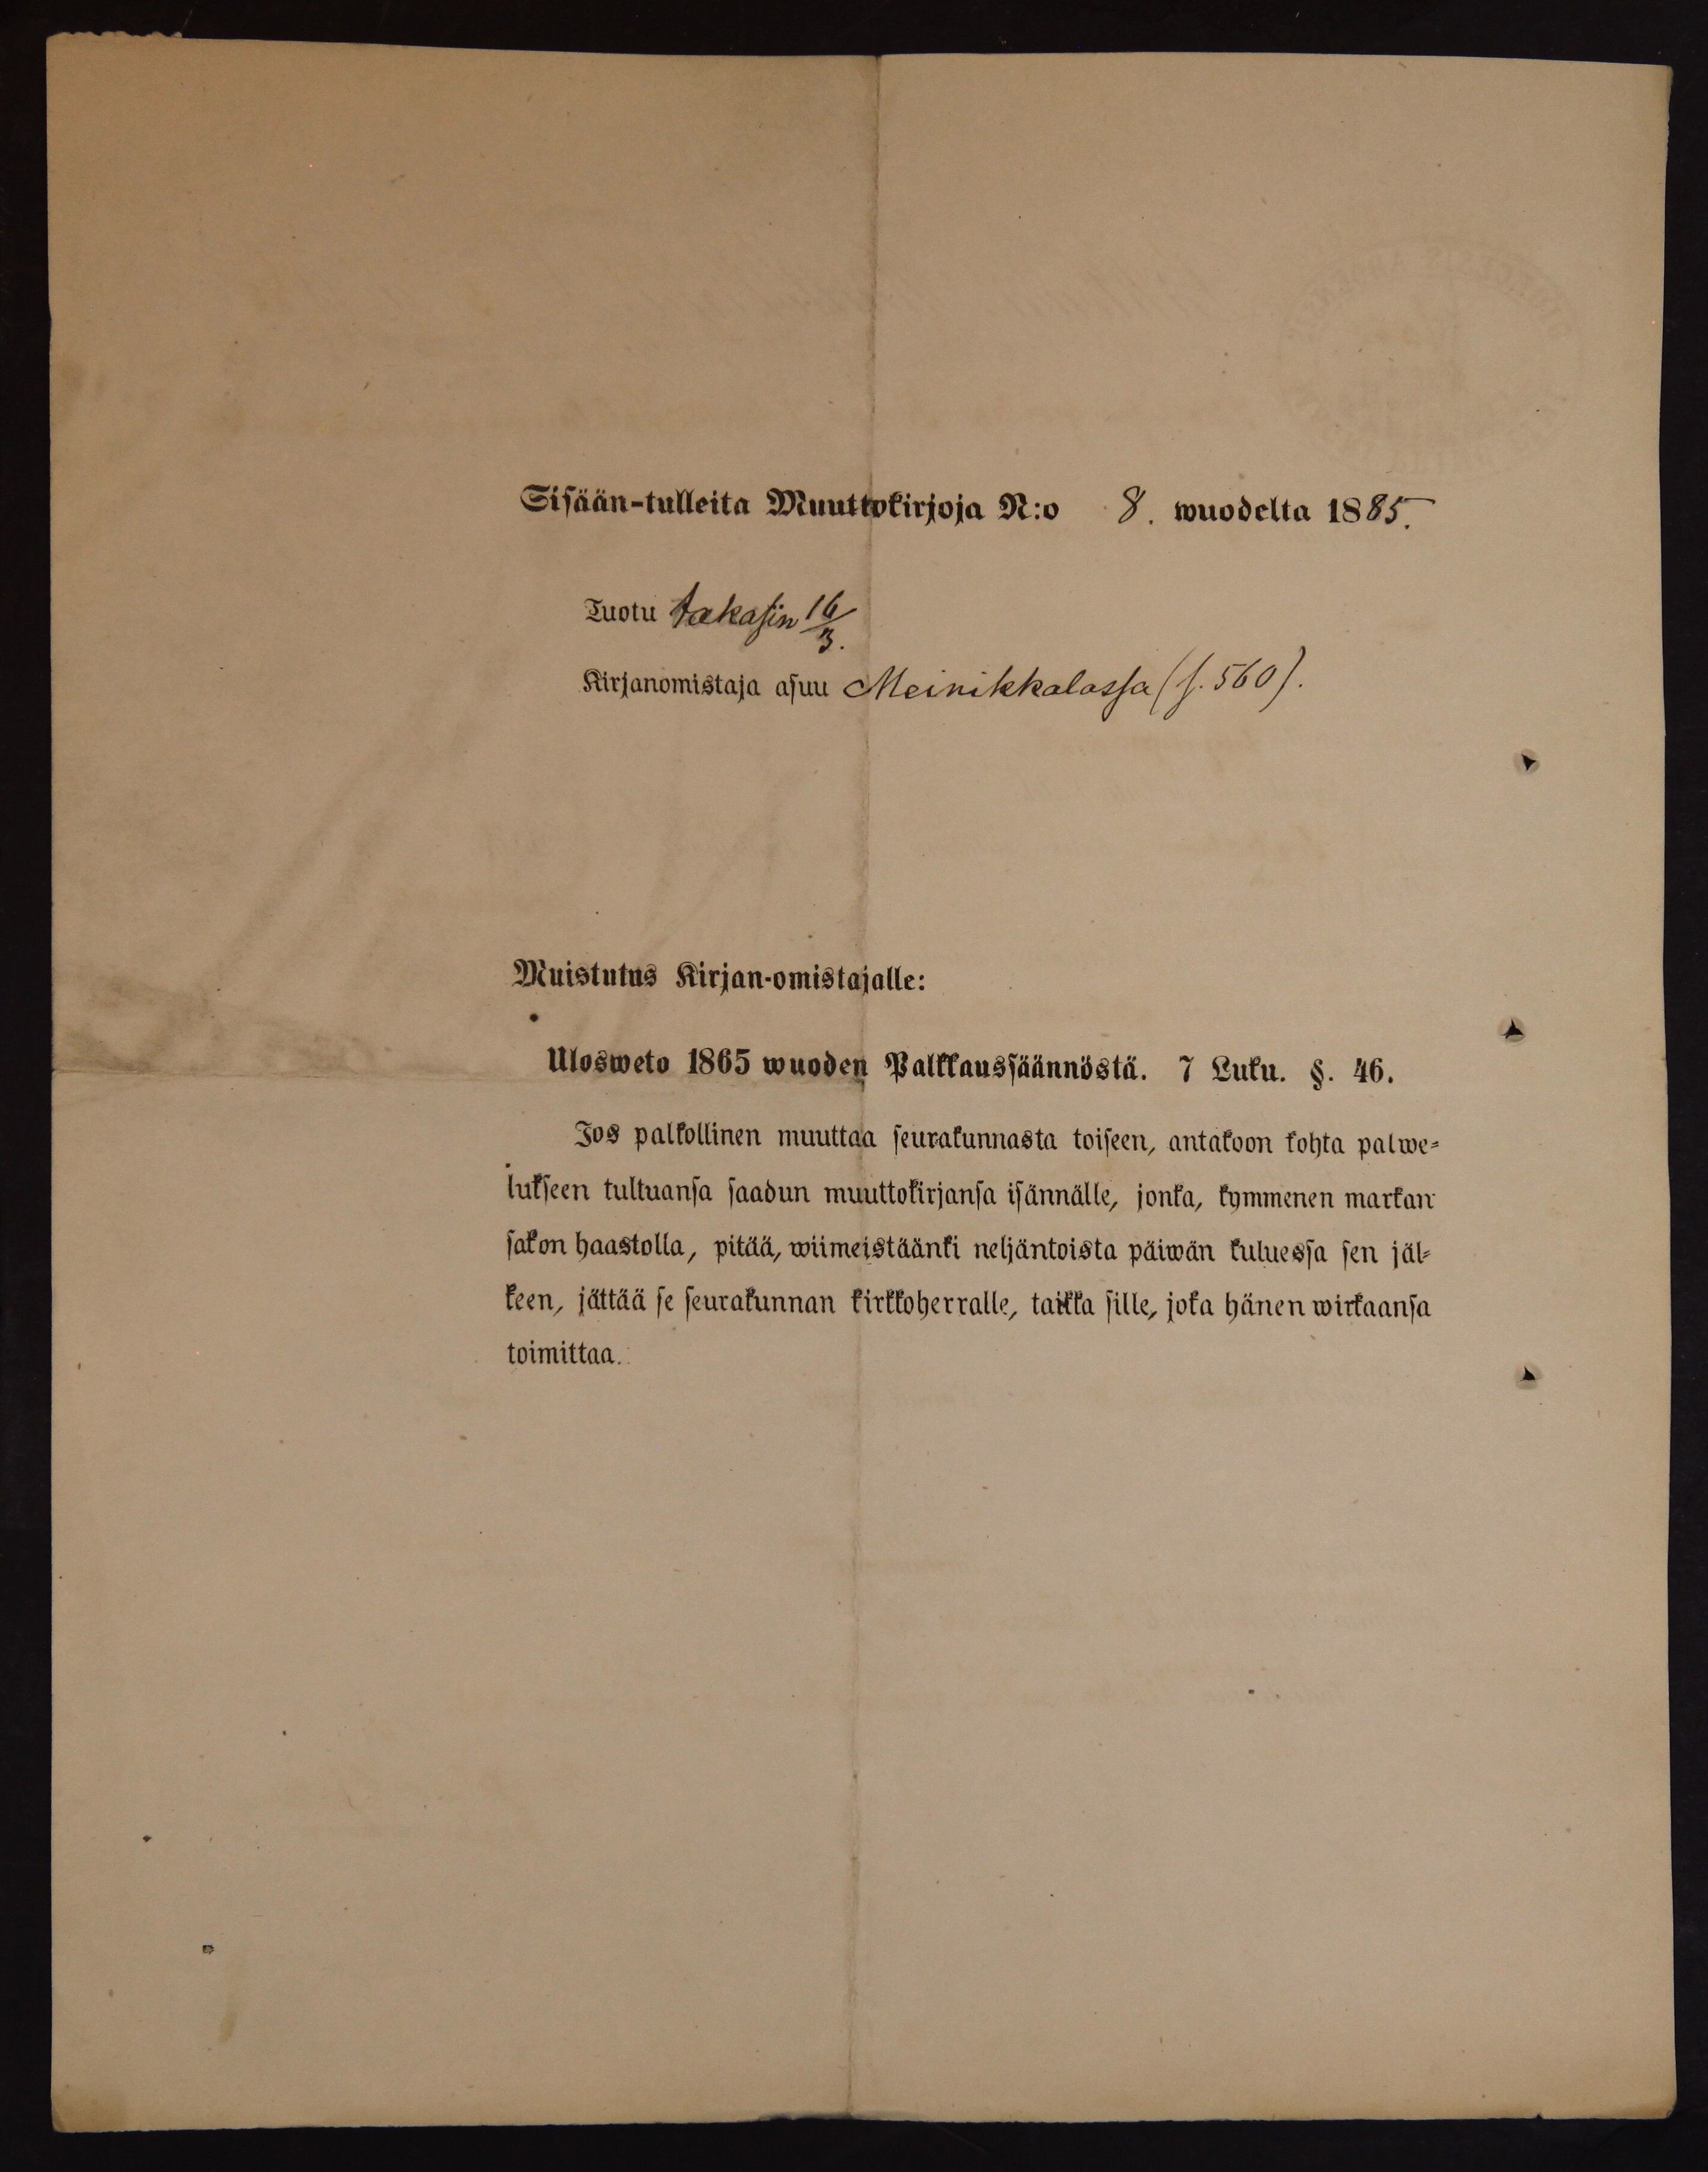 Sisään-tulleita Muuttokirjoja N:o 8. wuodelta 1885.
Tuotu takasin 16/3.
Kirjanomistaja asuu Meinikkalassa (s. 560).
Muistutus Kirjan-omistajalle:
Ulosweto 1865 wuoden Palkkaussäännöstä. 7 Luku. §. 46.
Jos palkollinen muuttaa seurakunnasta toiseen, antakoon kohta palwe-
lukseen tultuansa saadun muuttokirjansa isännälle, jonka, kymmenen markan
sakon haastolla, pitää, wiimeistäänki neljäntoista päiwän kuluessa sen jäl-
keen, jättää se seurakunnan kirkkoherralle, taikka sille, joka hänen wirkaansa
toimittaa.